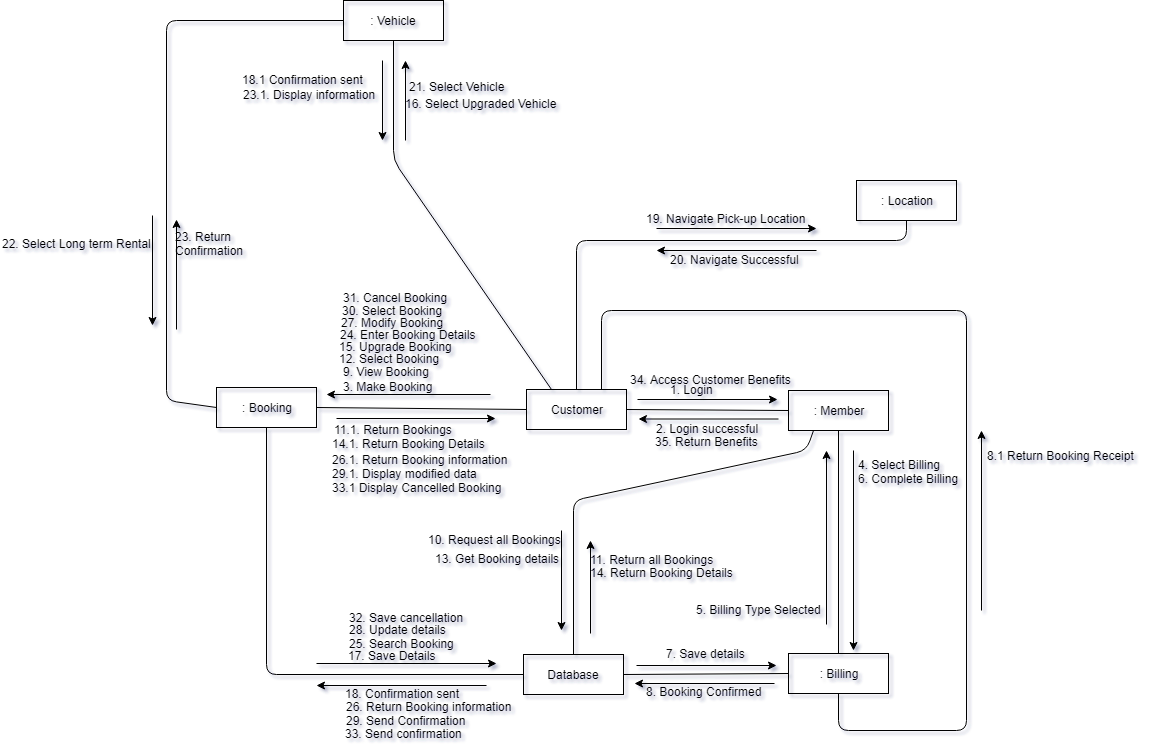 : Vehicle
18.1 Confirmation sent
23.1. Display information
21. Select Vehicle
16. Select Upgraded Vehicle
: Location
19. Navigate Pick-up Location
20. Navigate Successful
22. Select Long term Rental
23. Return
Confirmation
31. Cancel Booking
30. Select Booking
27. Modify Booking
24. Enter Booking Details
15. Upgrade Booking
12. Select Booking
9. View Booking
3. Make Booking
34. Access Customer Benefits
1. Login
: Booking
Customer
: Member
11.1. Return Bookings
14.1. Return Booking Details
26.1. Return Booking information
29.1. Display modified data
33.1 Display Cancelled Booking
2. Login successful
35. Return Benefits
4. Select Billing
6. Complete Billing
8.1 Return Booking Receipt
10. Request all Bookings
13. Get Booking details
11. Return all Bookings
14. Return Booking Details
5. Billing Type Selected
32. Save cancellation
28. Update details
25. Search Booking
17. Save Details
7. Save details
Database
: Billing
8. Booking Confirmed
18. Confirmation sent
26. Return Booking information
29. Send Confirmation
33. Send confirmation